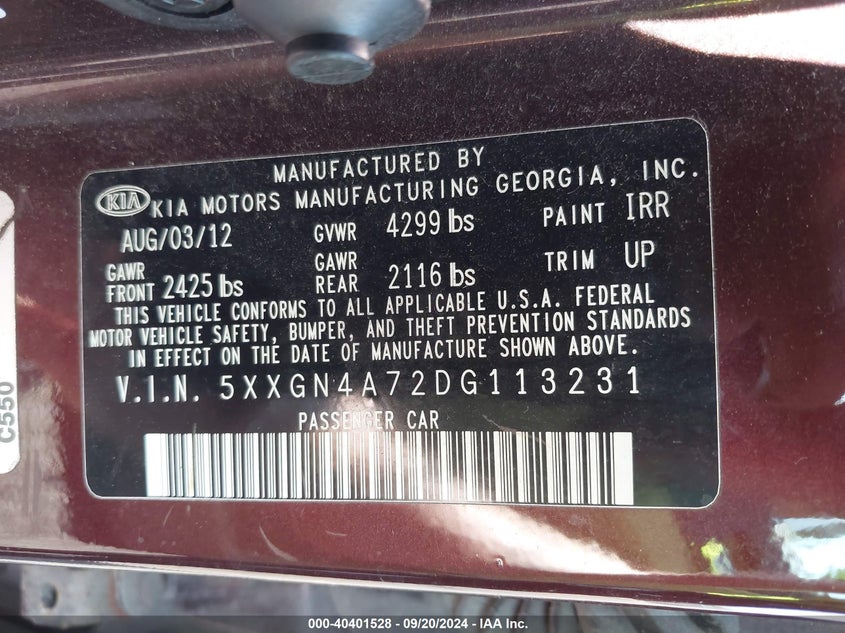 MANUFACTURED BY
KIA KIA MOTORS MANUFACTURING GEORGIA, INC.
AUG/03/12 GVWR 4299 lbs PAINT IRR
GAWR FRONT 2425 lbs GAWR REAR 2116 lbs TRIM UP
THIS VEHICLE CONFORMS TO ALL APPLICABLE U.S.A. FEDERAL
MOTOR VEHICLE SAFETY, BUMPER, AND THEFT PREVENTION STANDARDS
IN EFFECT ON THE DATE OF MANUFACTURE SHOWN ABOVE.
V.I.N. 5XXGN4A72DG113231
PASSENGER CAR
C550
000-40401528 - 09/20/2024 - IAA Inc.